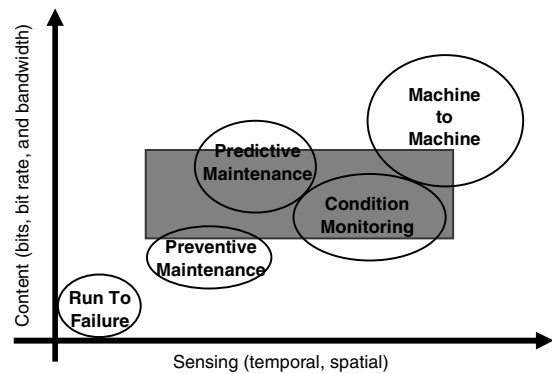 Content (bits, bit rate, and bandwidth)
Machine
to
Machine
Predictive
Maintenance
Condition
Monitoring
Preventive
Maintenance
Run To
Failure
Sensing (temporal, spatial)